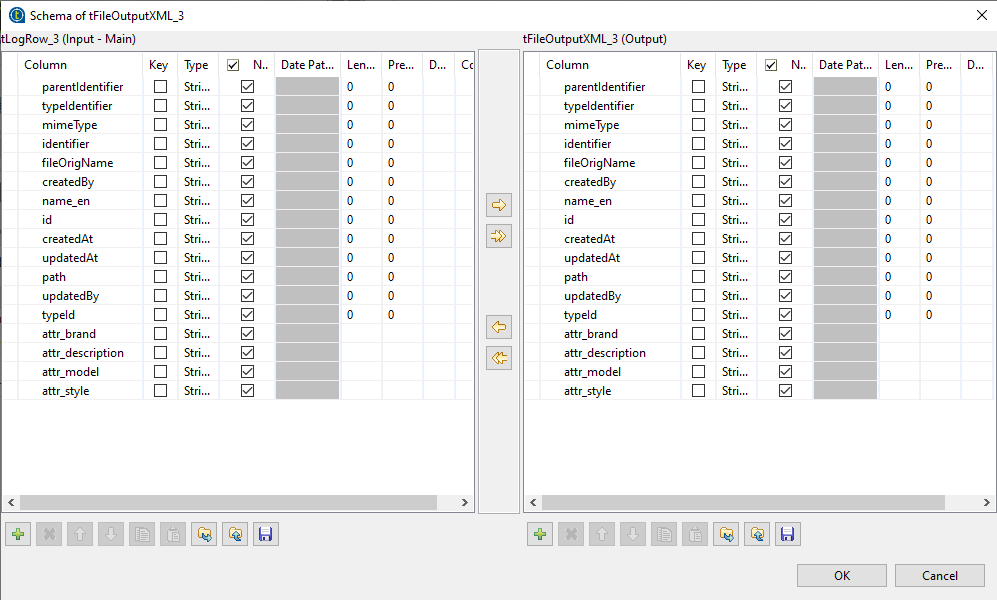 Schema of tFileOutputXML_3
tLogRow_3 (Input - Main)
Column Key Type N.. Date Pat... Len... Pre... D... Cc
parentIdentifier Stri... 0 0
typeIdentifier Stri... 0 0
mimeType Stri... 0 0
identifier Stri... 0 0
fileOrigName Stri... 0 0
createdBy Stri... 0 0
name_en Stri... 0 0
id Stri... 0 0
createdAt Stri... 0 0
updatedAt Stri... 0 0
path Stri... 0 0
updatedBy Stri... 0 0
typeId Stri... 0 0
attr_brand Stri...
attr_description Stri...
attr_model Stri...
attr_style Stri...
tFileOutputXML_3 (Output)
Column Key Type N.. Date Pat... Len... Pre... D...
parentIdentifier Stri... 0 0
typeIdentifier Stri... 0 0
mimeType Stri... 0 0
identifier Stri... 0 0
fileOrigName Stri... 0 0
createdBy Stri... 0 0
name_en Stri... 0 0
id Stri... 0 0
createdAt Stri... 0 0
updatedAt Stri... 0 0
path Stri... 0 0
updatedBy Stri... 0 0
typeId Stri... 0 0
attr_brand Stri...
attr_description Stri...
attr_model Stri...
attr_style Stri...
OK Cancel